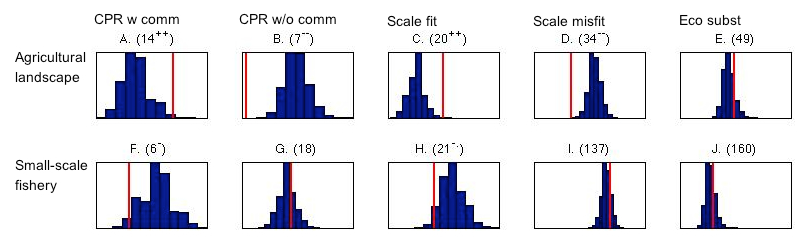 CPR w comm CPR w/o comm Scale fit Scale misfit Eco subst
A. (14++) B. (7--) C. (20++) D. (34--) E. (49)
Agricultural
landscape
F. (6-) G. (18) H. (21-·) I. (137) J. (160)
Small-scale
fishery